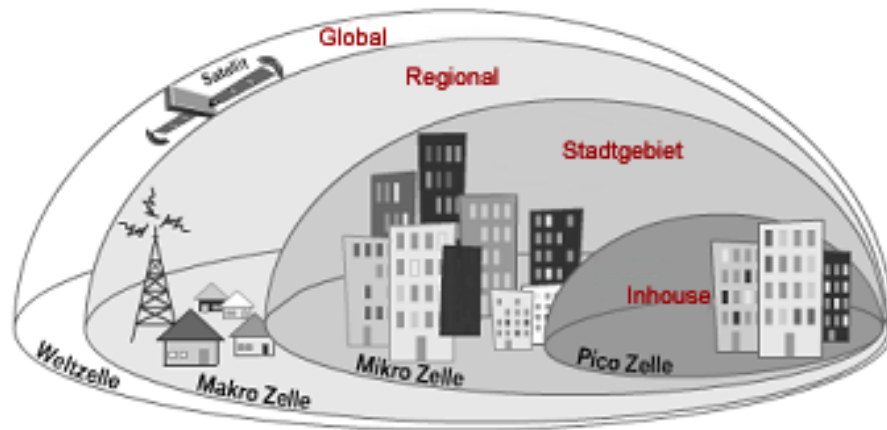 Global
Satellit
Regional
Stadtgebiet
Inhouse
Weltzelle
Makro Zelle
Mikro Zelle
Pico Zelle